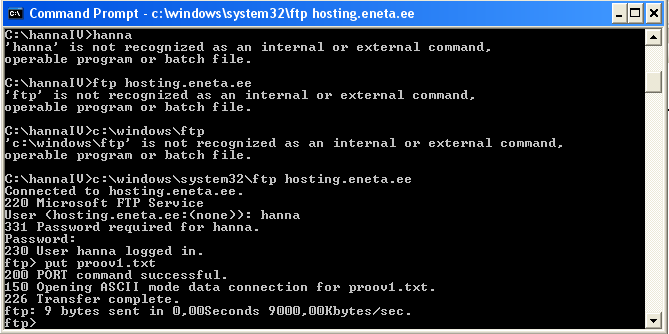 Command Prompt - c:\windows\system32\ftp hosting.eneta.ee
C:\hannaIV>hanna
'hanna' is not recognized as an internal or external command,
operable program or batch file.
C:\hannaIV>ftp hosting.eneta.ee
'ftp' is not recognized as an internal or external command,
operable program or batch file.
C:\hannaIV>c:\windows\ftp
'c:\windows\ftp' is not recognized as an internal or external command,
operable program or batch file.
C:\hannaIV>c:\windows\system32\ftp hosting.eneta.ee
Connected to hosting.eneta.ee.
220 Microsoft FTP Service
User (hosting.eneta.ee:(none)): hanna
331 Password required for hanna.
Password:
230 User hanna logged in.
ftp> put proov1.txt
200 PORT command successful.
150 Opening ASCII mode data connection for proov1.txt.
226 Transfer complete.
ftp: 9 bytes sent in 0,00Seconds 9000,00Kbytes/sec.
ftp>